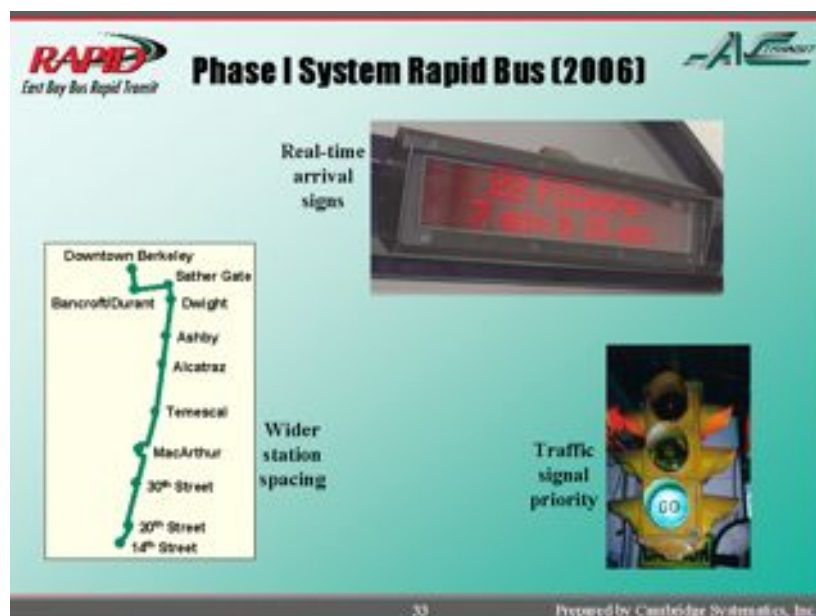 RAPID
East Bay Bus Rapid Transit
Phase I System Rapid Bus (2006)
AC TRANSIT
Real-time
arrival
signs
Downtown Berkeley
Sather Gate
Bancroft/Durant
Dwight
Ashby
Alcatraz
Temescal
MacArthur
30th Street
20th Street
14th Street
Wider
station
spacing
Traffic
signal
priority
GO
33
Prepared by Cambridge Systematics, Inc.